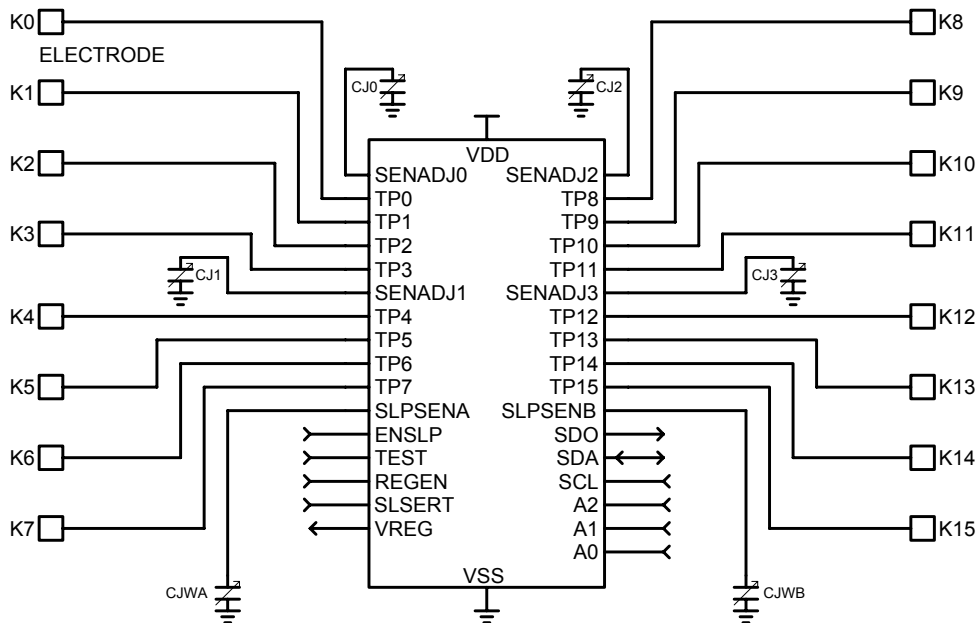 K0
ELECTRODE
K1
K2
K3
K4
K5
K6
K7
CJ0
CJ1
CJWA
VDD
SENADJ0
TP0
TP1
TP2
TP3
SENADJ1
TP4
TP5
TP6
TP7
SLPSENA
ENSLP
TEST
REGEN
SLSERT
VREG
VSS
SENADJ2
TP8
TP9
TP10
TP11
SENADJ3
TP12
TP13
TP14
TP15
SLPSENB
SDO
SDA
SCL
A2
A1
A0
CJ2
CJ3
CJWB
K8
K9
K10
K11
K12
K13
K14
K15